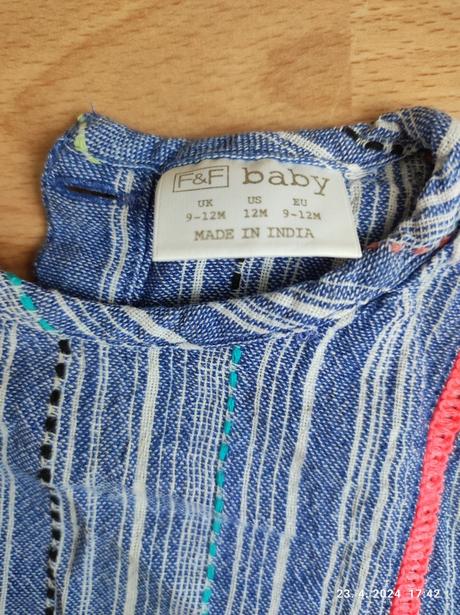 F&F baby
UK US EU
9-12M 12M 9-12M
MADE IN INDIA
23. 4. 2024 17:42